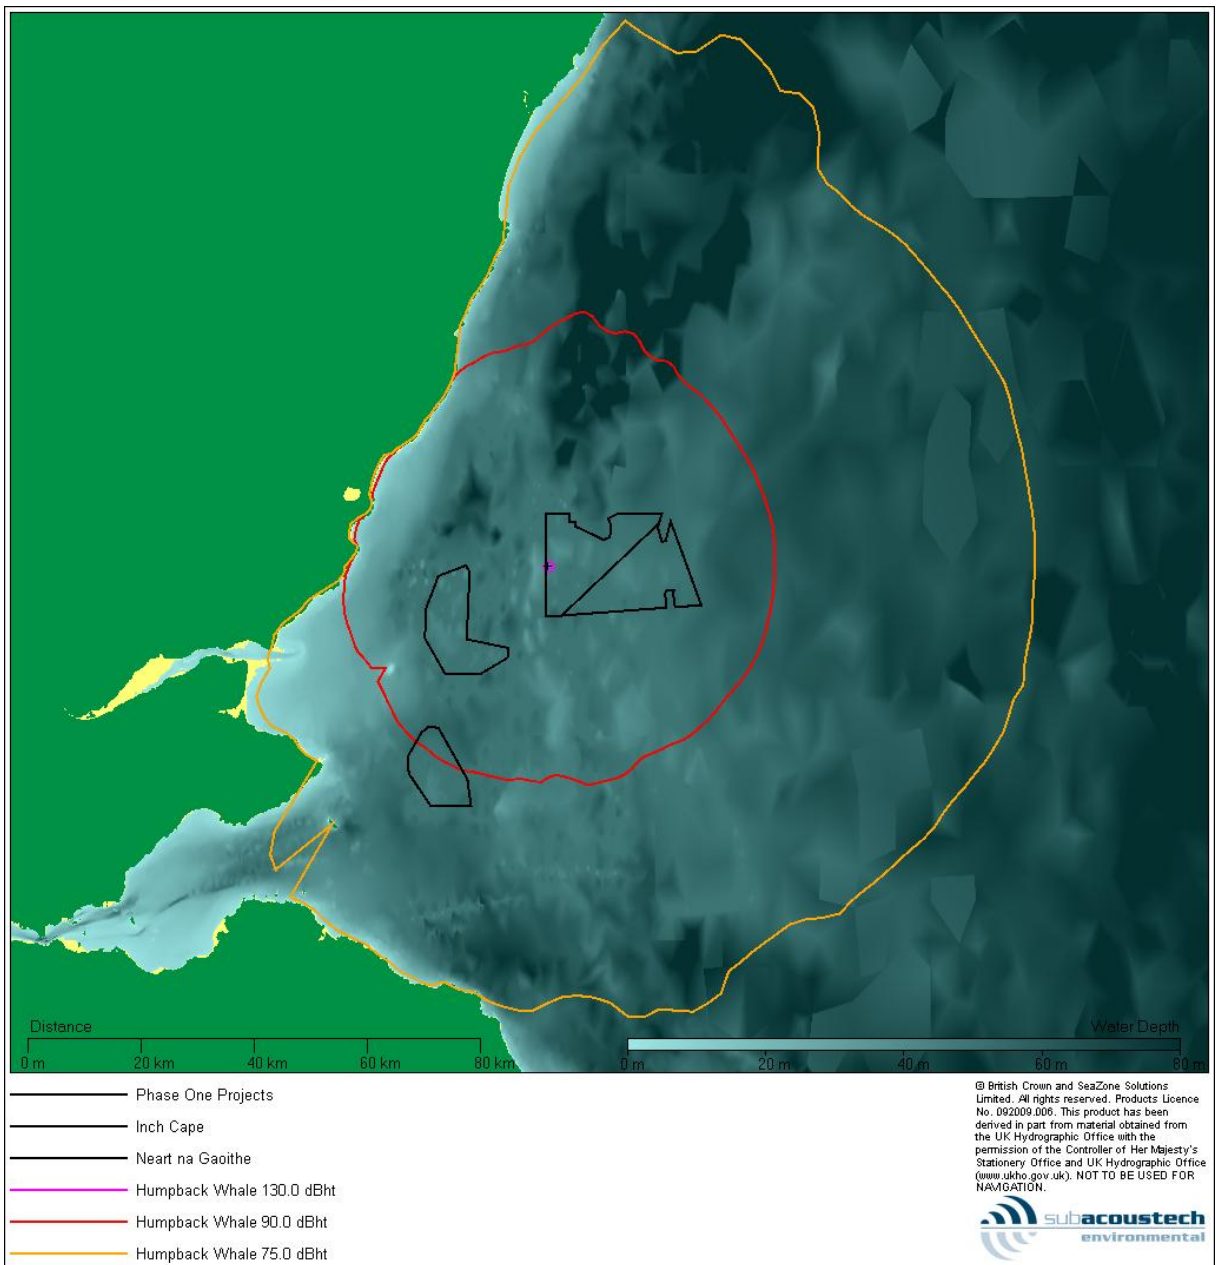 Distance
Water Depth
0 m 20 km 40 km 60 km 80 km
0 m 20 m 40 m 60 m 80 m
Phase One Projects
Inch Cape
Neart na Gaoithe
Humpback Whale 130.0 dBht
Humpback Whale 90.0 dBht
Humpback Whale 75.0 dBht
© British Crown and SeaZone Solutions
Limited. All rights reserved. Products Licence
No. 092009.006. This product has been
derived in part from material obtained from
the UK Hydrographic Office with the
permission of the Controller of Her Majesty's
Stationery Office and UK Hydrographic Office
(www.ukho.gov.uk). NOT TO BE USED FOR
NAVIGATION.
subacoustech
environmental